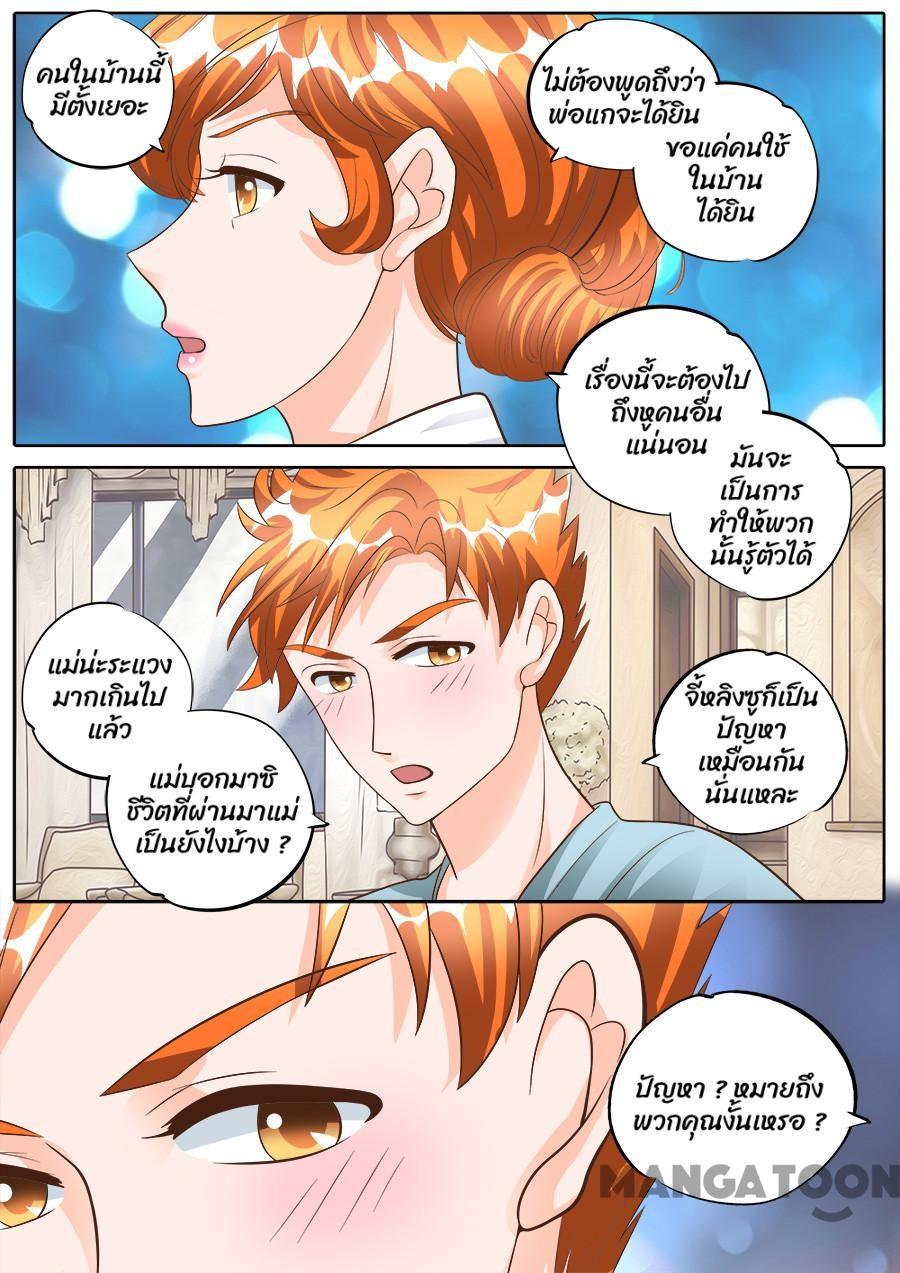 คนในบ้านนี้
มีตั้งเยอะ
ไม่ต้องพูดถึงว่า
พ่อแกจะได้ยิน
ขอแค่คนใช้
ในบ้าน
ได้ยิน
เรื่องนี้จะต้องไป
ถึงหูคนอื่น
แน่นอน
มันจะ
เป็นการ
ทำให้พวก
นั้นรู้ตัวได้
แม่น่ะระแวง
มากเกินไป
แล้ว
แม่บอกมาซิ
ชีวิตที่ผ่านมาแม่
เป็นยังไงบ้าง ?
จี้หลิงซูก็เป็น
ปัญหา
เหมือนกัน
นั่นแหละ
ปัญหา ? หมายถึง
พวกคุณงั้นเหรอ ?
MANGATOON